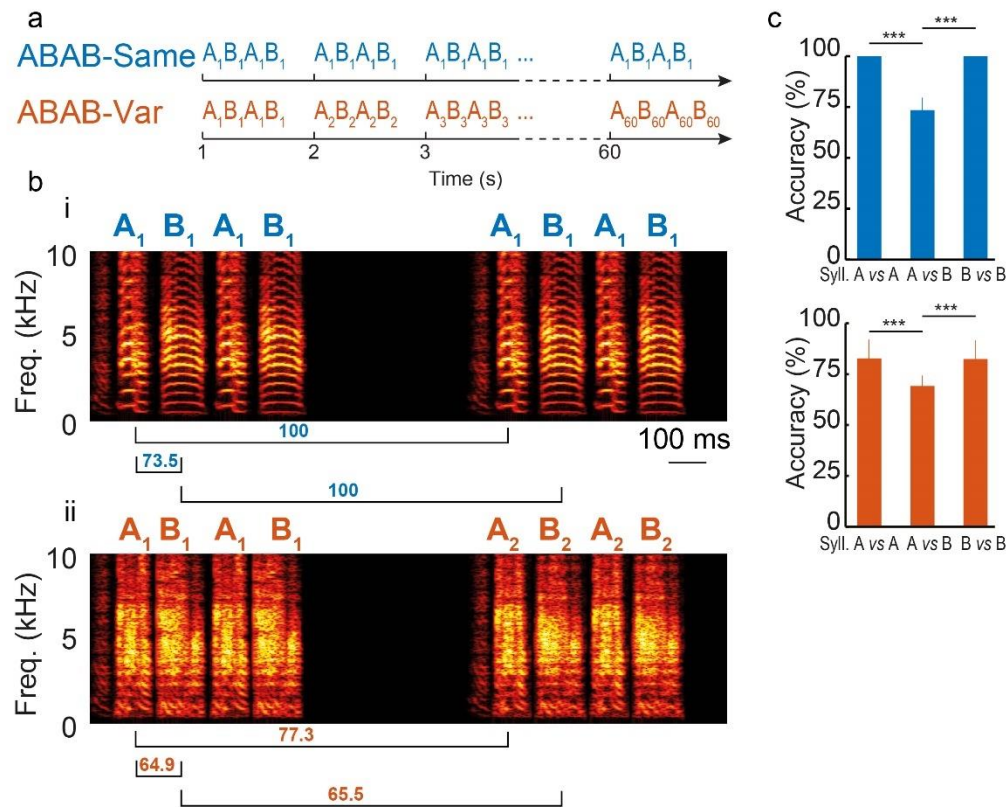 a
ABAB-Same A₁B₁A₁B₁ A₁B₁A₁B₁ A₁B₁A₁B₁ ... A₁B₁A₁B₁
ABAB-Var A₁B₁A₁B₁ A₂B₂A₂B₂ A₃B₃A₃B₃ ... A₆₀B₆₀A₆₀B₆₀
1 2 3 60
Time (s)
b
i
A₁ B₁ A₁ B₁ A₁ B₁ A₁ B₁
10
5
0
Freq. (kHz)
100
100 ms
73.5
100
ii
A₁ B₁ A₁ B₁ A₂ B₂ A₂ B₂
10
5
0
Freq. (kHz)
77.3
64.9
65.5
c
***
***
100
75
50
25
0
Accuracy (%)
Syll. A vs A A vs B B vs B
***
***
100
75
50
25
0
Accuracy (%)
Syll. A vs A A vs B B vs B